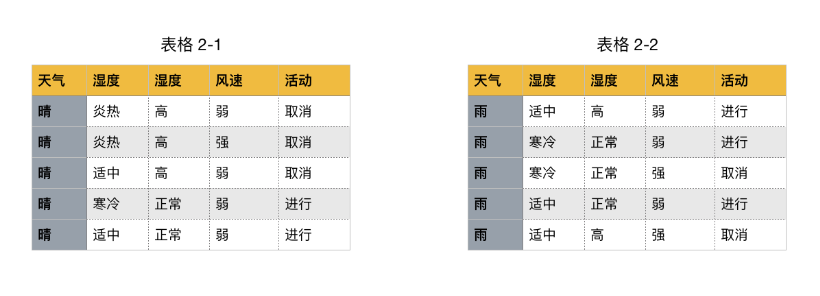 表格 2-1
天气 湿度 湿度 风速 活动
晴 炎热 高 弱 取消
晴 炎热 高 强 取消
晴 适中 高 弱 取消
晴 寒冷 正常 弱 进行
晴 适中 正常 弱 进行
表格 2-2
天气 湿度 湿度 风速 活动
雨 适中 高 弱 进行
雨 寒冷 正常 弱 进行
雨 寒冷 正常 强 取消
雨 适中 正常 弱 进行
雨 适中 高 强 取消